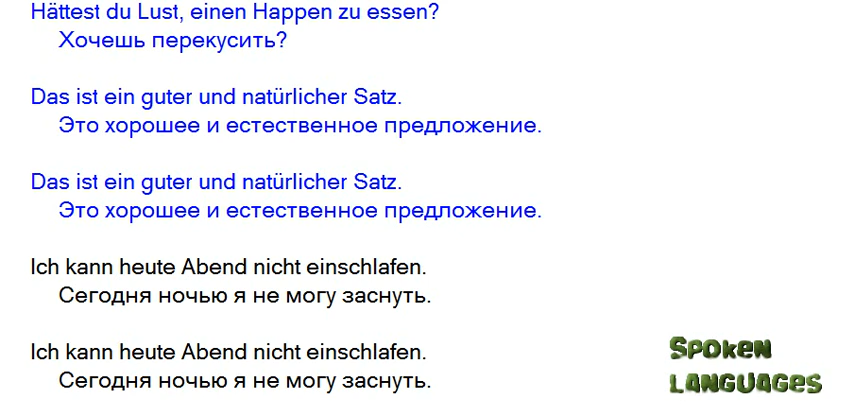 Hättest du Lust, einen Happen zu essen?
Хочешь перекусить?
Das ist ein guter und natürlicher Satz.
Это хорошее и естественное предложение.
Das ist ein guter und natürlicher Satz.
Это хорошее и естественное предложение.
Ich kann heute Abend nicht einschlafen.
Сегодня ночью я не могу заснуть.
Ich kann heute Abend nicht einschlafen.
Сегодня ночью я не могу заснуть.
Spoken
Languages